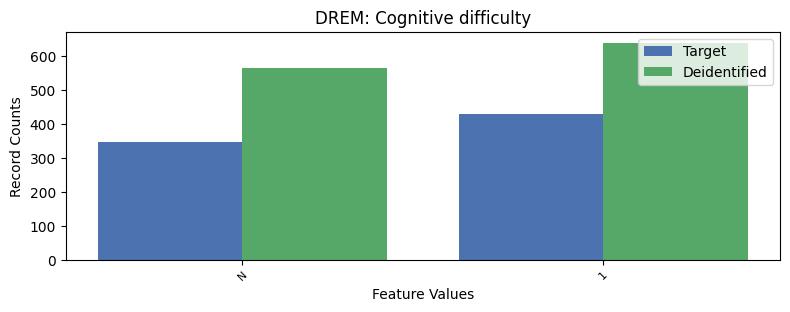 DREM: Cognitive difficulty
Target
Deidentified
Record Counts
600
500
400
300
200
100
0
N
1
Feature Values